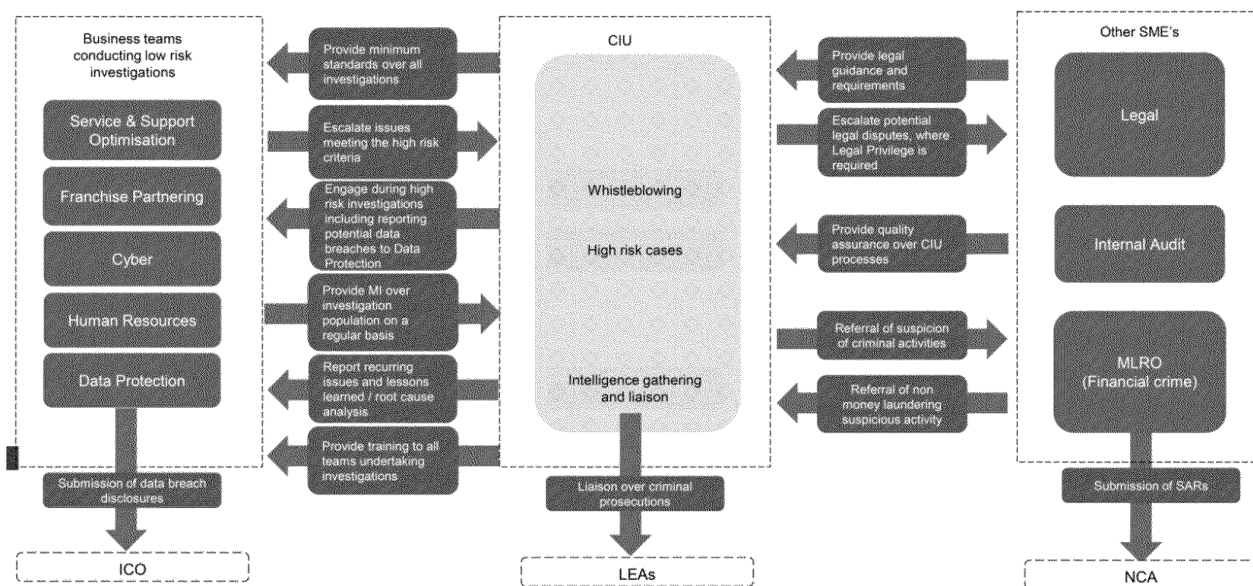 Business teams
conducting low risk
investigations
Service & Support
Optimisation
Franchise Partnering
Cyber
Human Resources
Data Protection
Submission of data breach
disclosures
ICO
Provide minimum
standards over all
investigations
Escalate issues
meeting the high risk
criteria
Engage during high
risk investigations
including reporting
potential data
breaches to Data
Protection
Provide MI over
investigation
population on a
regular basis
Report recurring
issues and lessons
learned / root cause
analysis
Provide training to all
teams undertaking
investigations
CIU
Whistleblowing
High risk cases
Intelligence gathering
and liaison
Liaison over criminal
prosecutions
LEAs
Provide legal
guidance and
requirements
Escalate potential
legal disputes, where
Legal Privilege is
required
Provide quality
assurance over CIU
processes
Referral of suspicion
of criminal activities
Referral of non
money laundering
suspicious activity
Other SME's
Legal
Internal Audit
MLRO
(Financial crime)
Submission of SARs
NCA